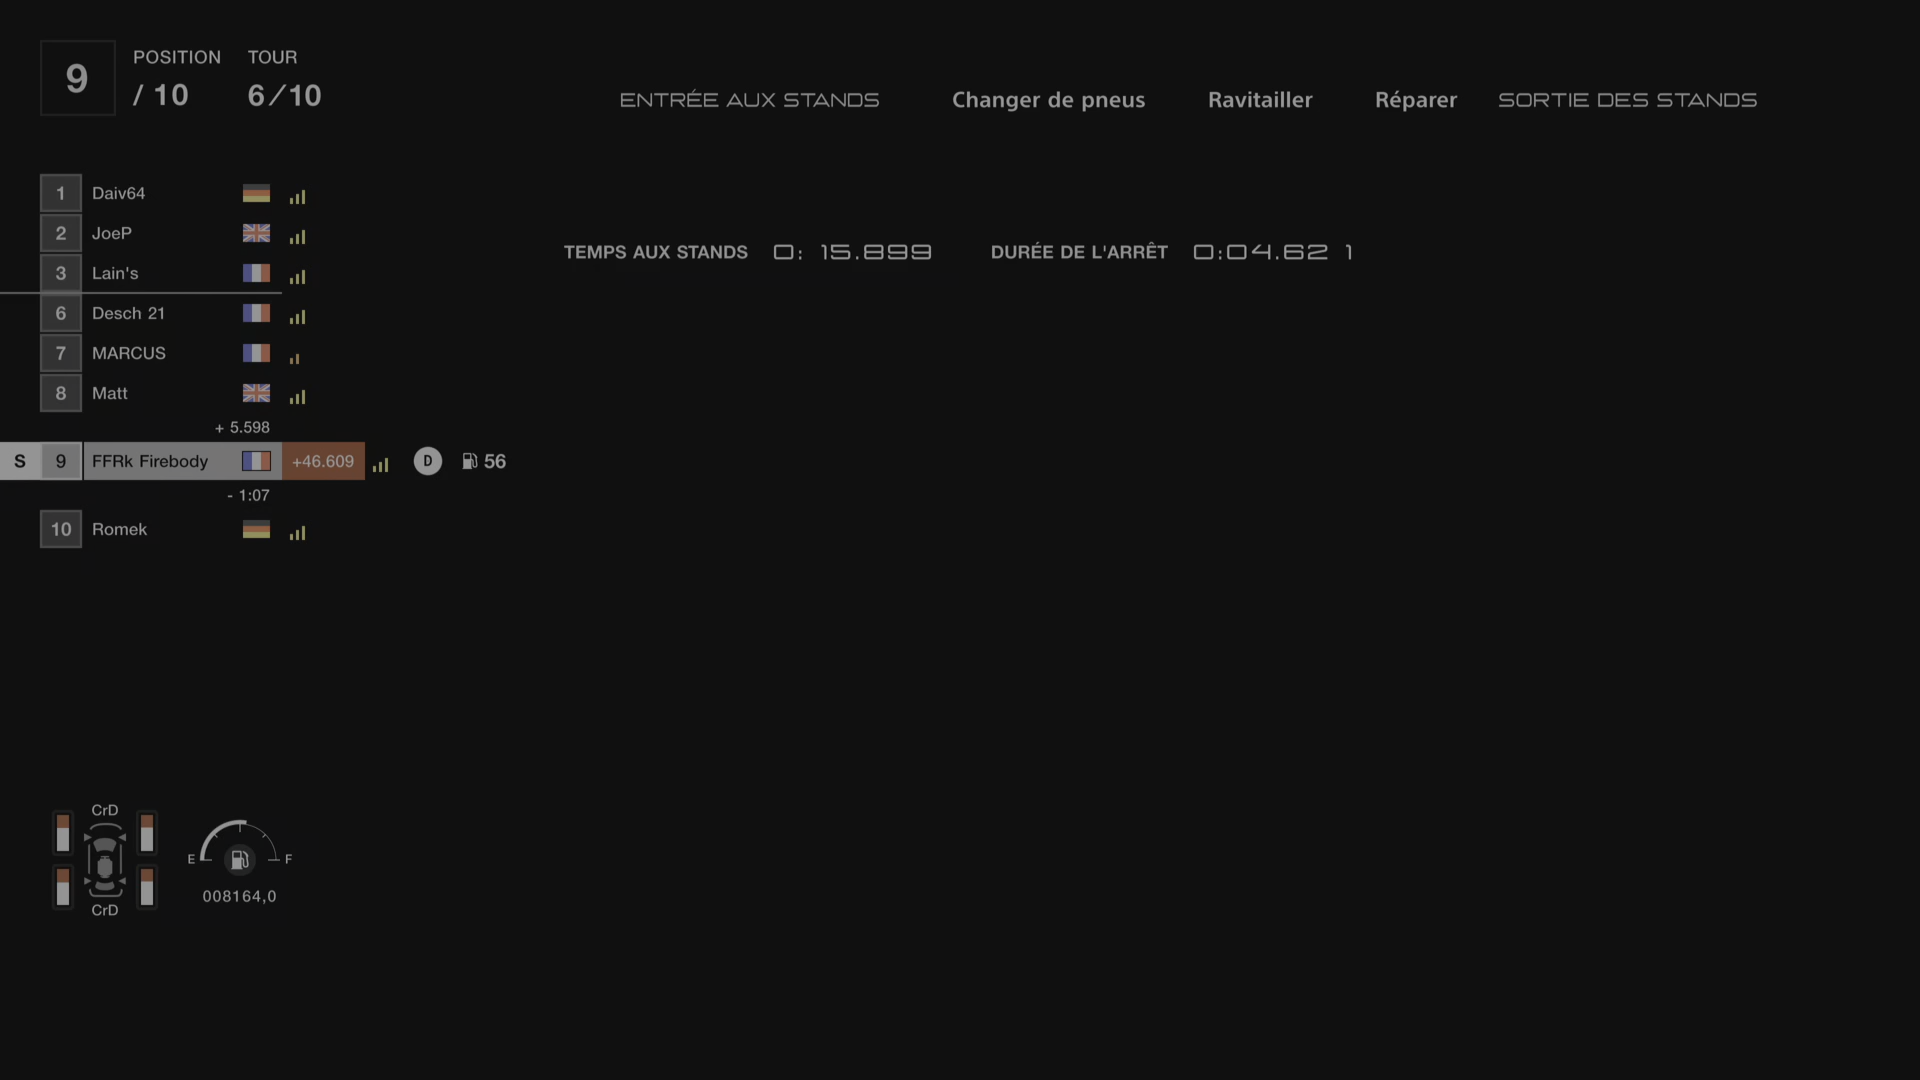 9
POSITION TOUR
/ 10 6/10
ENTRÉE AUX STANDS Changer de pneus Ravitailler Réparer SORTIE DES STANDS
1 Daiv64
2 JoeP
3 Lain's
6 Desch 21
7 MARCUS
8 Matt
+ 5.598
S 9 FFRk Firebody +46.609 D 56
- 1:07
10 Romek
TEMPS AUX STANDS 0: 15.899 DURÉE DE L'ARRÊT 0:04.62 1
CrD
CrD
E F
008164,0